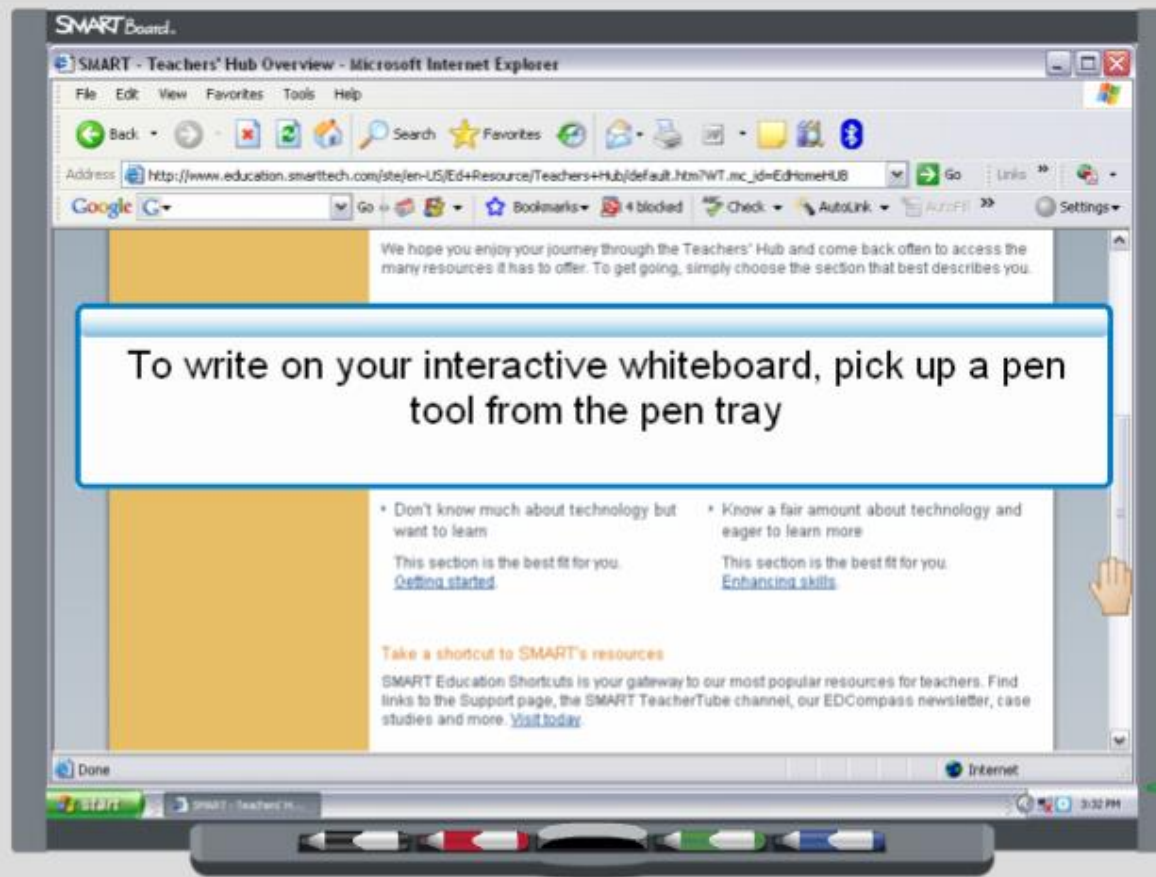 SMART Board.
SMART - Teachers' Hub Overview - Microsoft Internet Explorer
File Edit View Favorites Tools Help
Back Search Favorites
Address http://www.education.smarttech.com/ste/en-US/Ed+Resource/Teachers+Hub/default.htm?WT.mc_id=EdHomeHUB Go Links »
Google G Go Bookmarks 4 blocked Check AutoLink AutoFill » Settings
We hope you enjoy your journey through the Teachers' Hub and come back often to access the
many resources it has to offer. To get going, simply choose the section that best describes you.
To write on your interactive whiteboard, pick up a pen
tool from the pen tray
• Don't know much about technology but
want to learn
This section is the best fit for you.
Getting started.
• Know a fair amount about technology and
eager to learn more
This section is the best fit for you.
Enhancing skills.
Take a shortcut to SMART's resources
SMART Education Shortcuts is your gateway to our most popular resources for teachers. Find
links to the Support page, the SMART TeacherTube channel, our EDCompass newsletter, case
studies and more. Visit today.
Done Internet
start SMART - Teachers' H... 3:32 PM